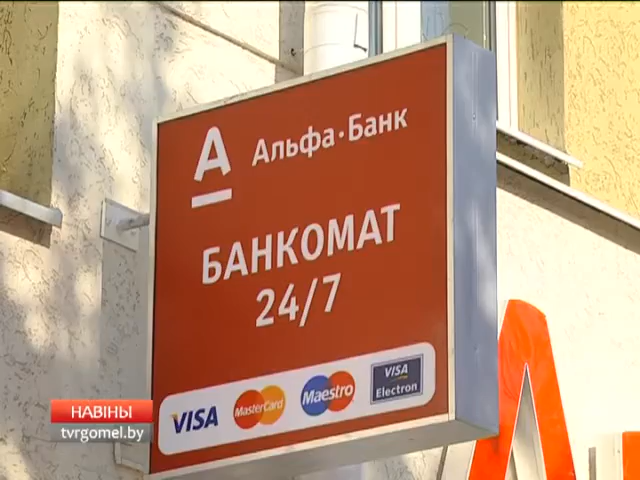 А
Альфа·Банк
БАНКОМАТ
24/7
VISA
MasterCard
Maestro
VISA
Electron
НАВІНЫ
tvrgomel.by